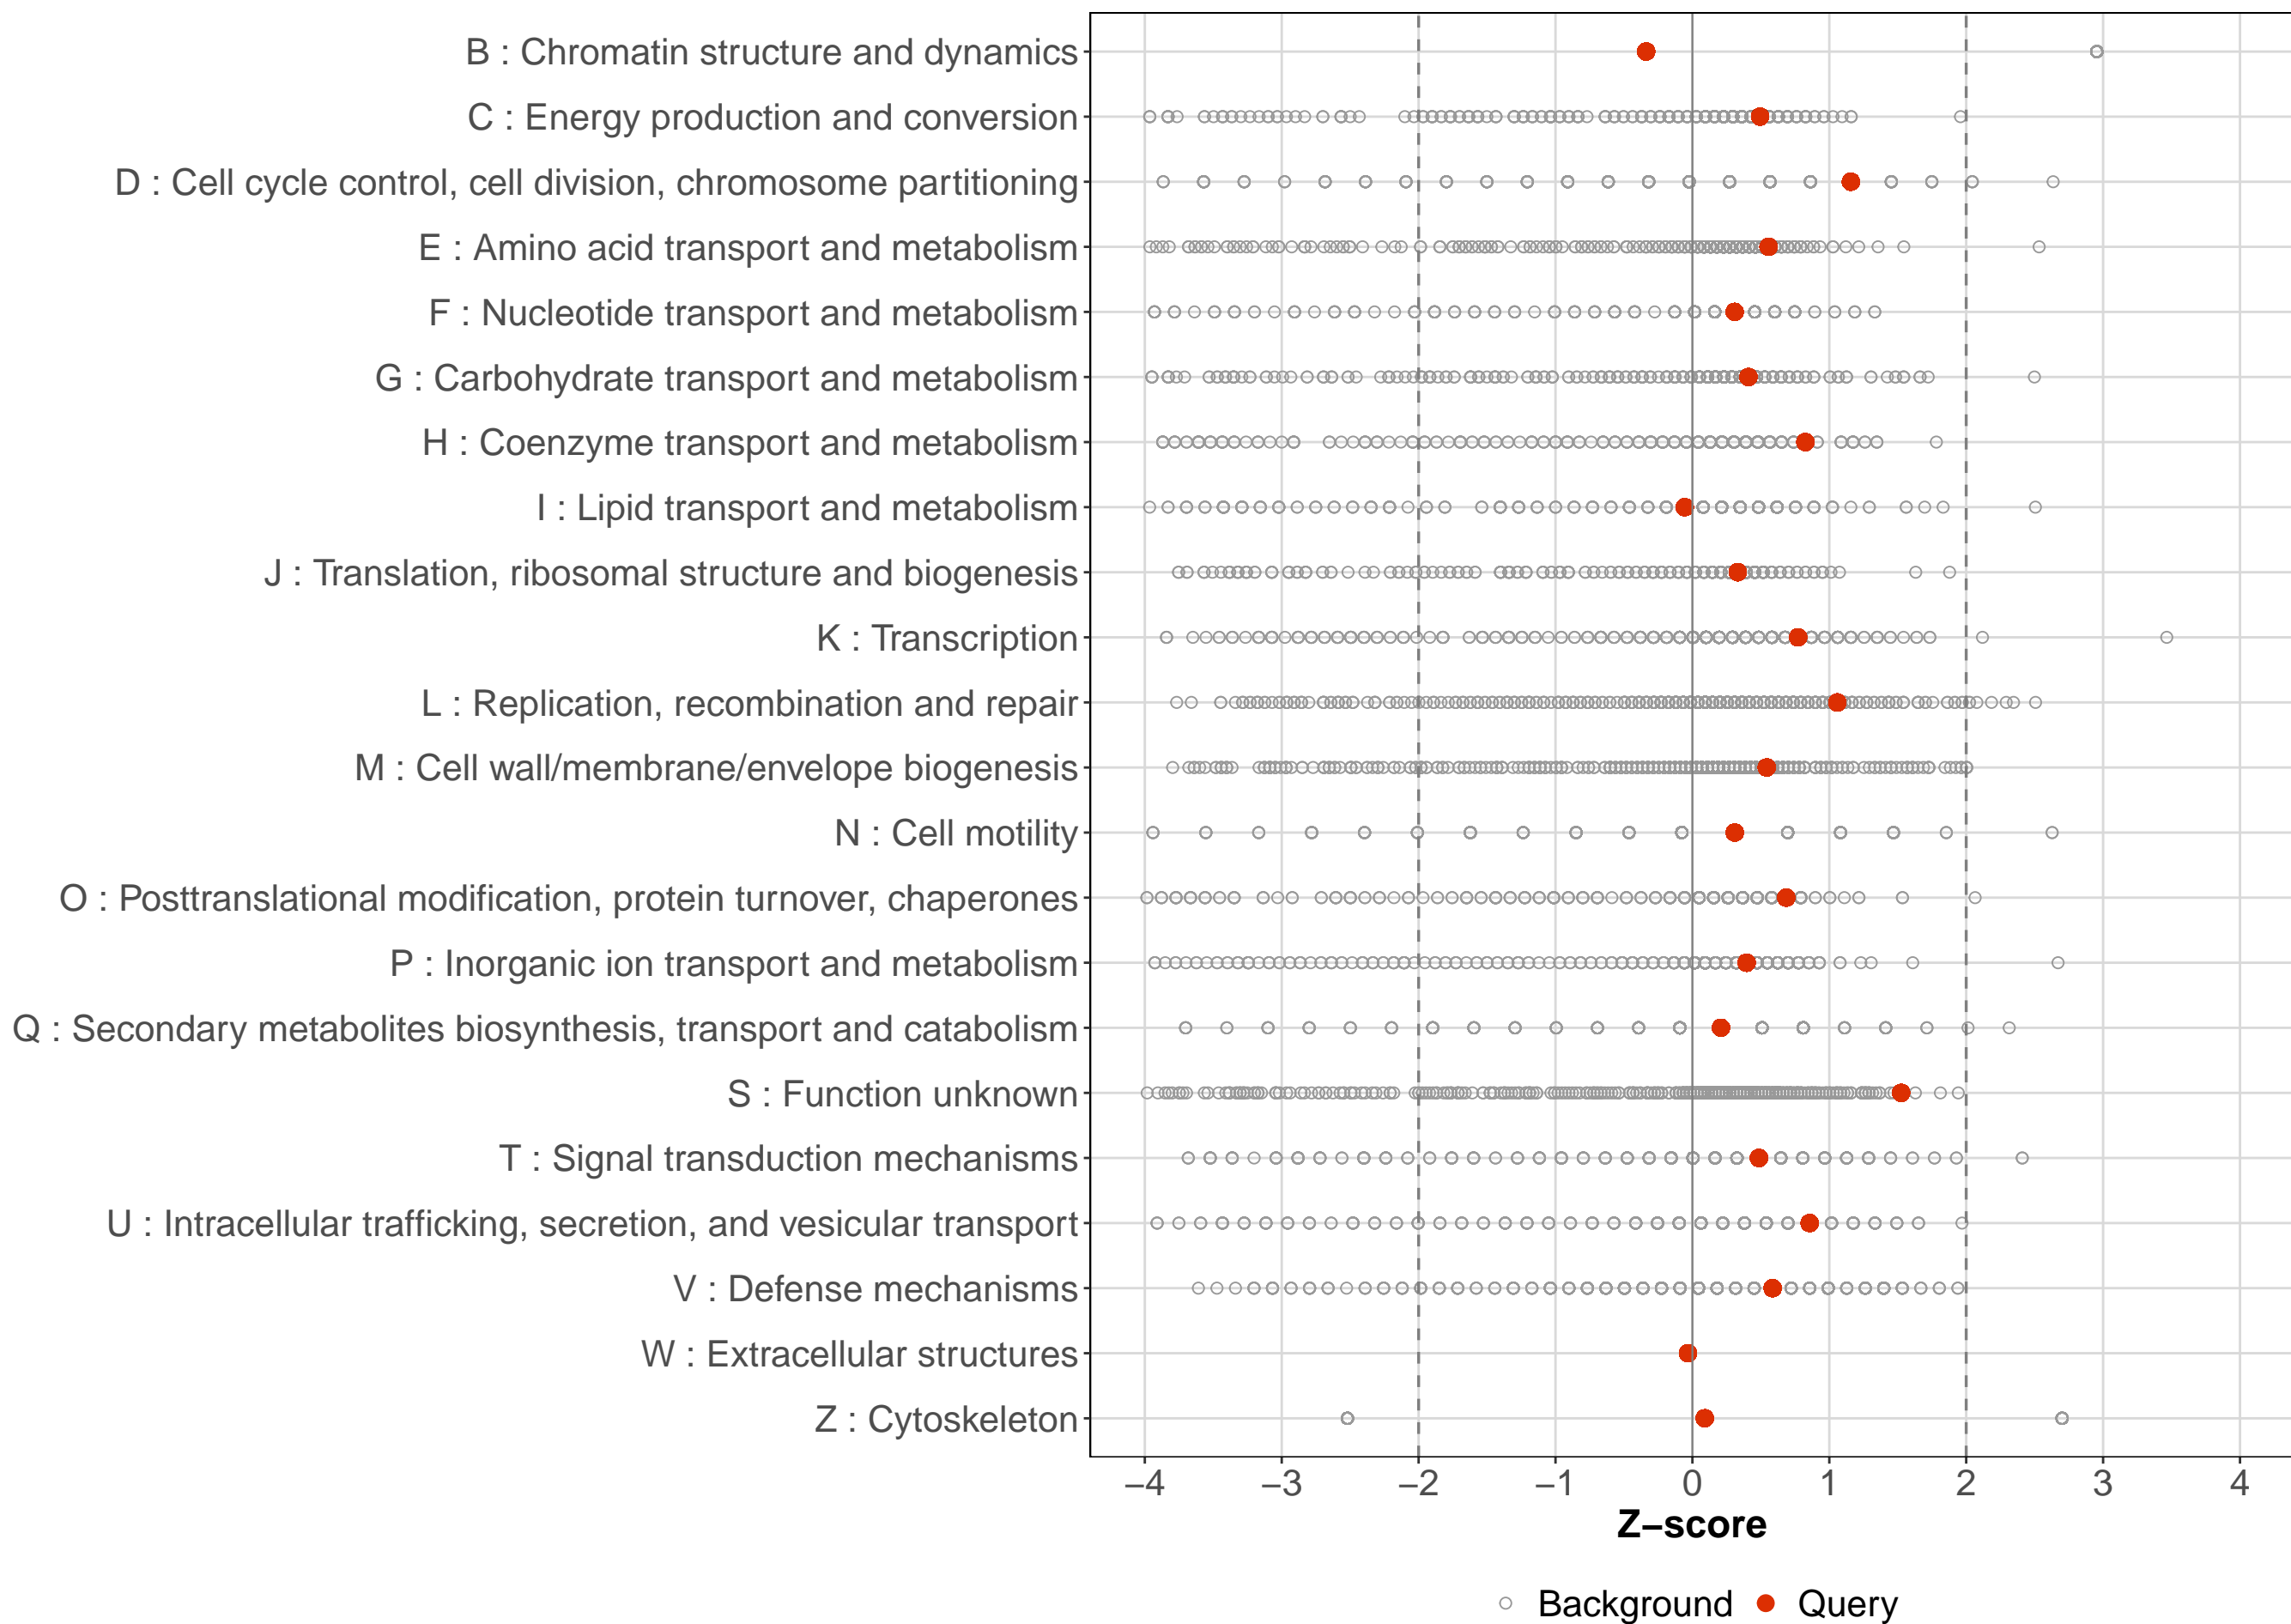 B : Chromatin structure and dynamics
C : Energy production and conversion
D : Cell cycle control, cell division, chromosome partitioning
E : Amino acid transport and metabolism
F : Nucleotide transport and metabolism
G : Carbohydrate transport and metabolism
H : Coenzyme transport and metabolism
I : Lipid transport and metabolism
J : Translation, ribosomal structure and biogenesis
K : Transcription
L : Replication, recombination and repair
M : Cell wall/membrane/envelope biogenesis
N : Cell motility
O : Posttranslational modification, protein turnover, chaperones
P : Inorganic ion transport and metabolism
Q : Secondary metabolites biosynthesis, transport and catabolism
S : Function unknown
T : Signal transduction mechanisms
U : Intracellular trafficking, secretion, and vesicular transport
V : Defense mechanisms
W : Extracellular structures
Z : Cytoskeleton
−4 −3 −2 −1 0 1 2 3 4
Z−score
Background Query